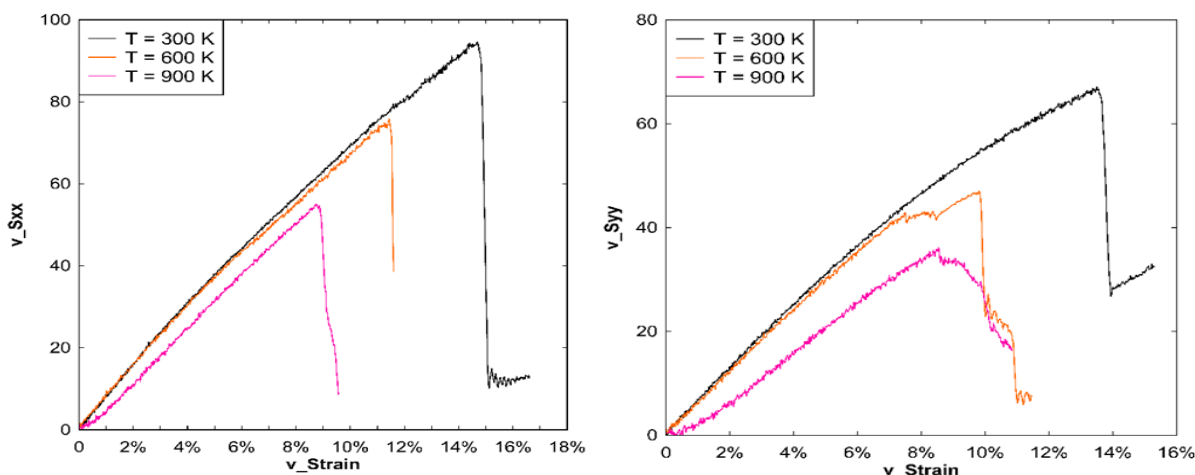 100
80
60
40
20
0
v_Sxx
T = 300 K
T = 600 K
T = 900 K
0 2% 4% 6% 8% 10% 12% 14% 16% 18%
v_Strain
80
60
40
20
0
v_Syy
T = 300 K
T = 600 K
T = 900 K
0 2% 4% 6% 8% 10% 12% 14% 16%
v_Strain